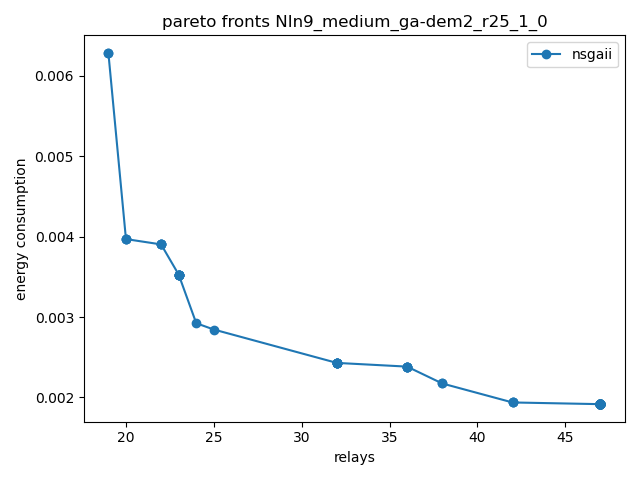 pareto fronts NIn9_medium_ga-dem2_r25_1_0
nsgaii
0.006
0.005
0.004
0.003
0.002
energy consumption
20 25 30 35 40 45
relays